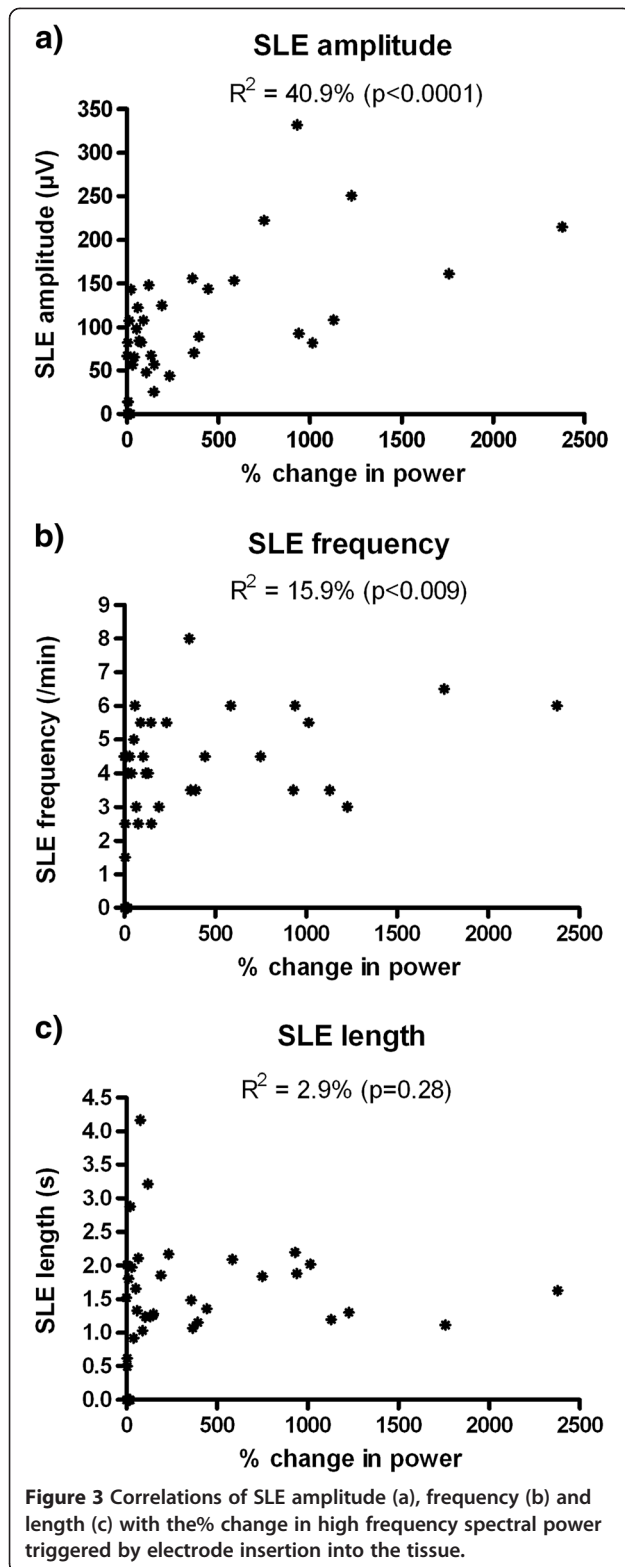 a)
SLE amplitude
R² = 40.9% (p<0.0001)
350
300
250
200
150
100
50
0
SLE amplitude (µV)
0 500 1000 1500 2000 2500
% change in power
b)
SLE frequency
R² = 15.9% (p<0.009)
9
8
7
6
5
4
3
2
1
0
SLE frequency (/min)
0 500 1000 1500 2000 2500
% change in power
c)
SLE length
R² = 2.9% (p=0.28)
4.5
4.0
3.5
3.0
2.5
2.0
1.5
1.0
0.5
0.0
SLE length (s)
0 500 1000 1500 2000 2500
% change in power
Figure 3 Correlations of SLE amplitude (a), frequency (b) and
length (c) with the% change in high frequency spectral power
triggered by electrode insertion into the tissue.